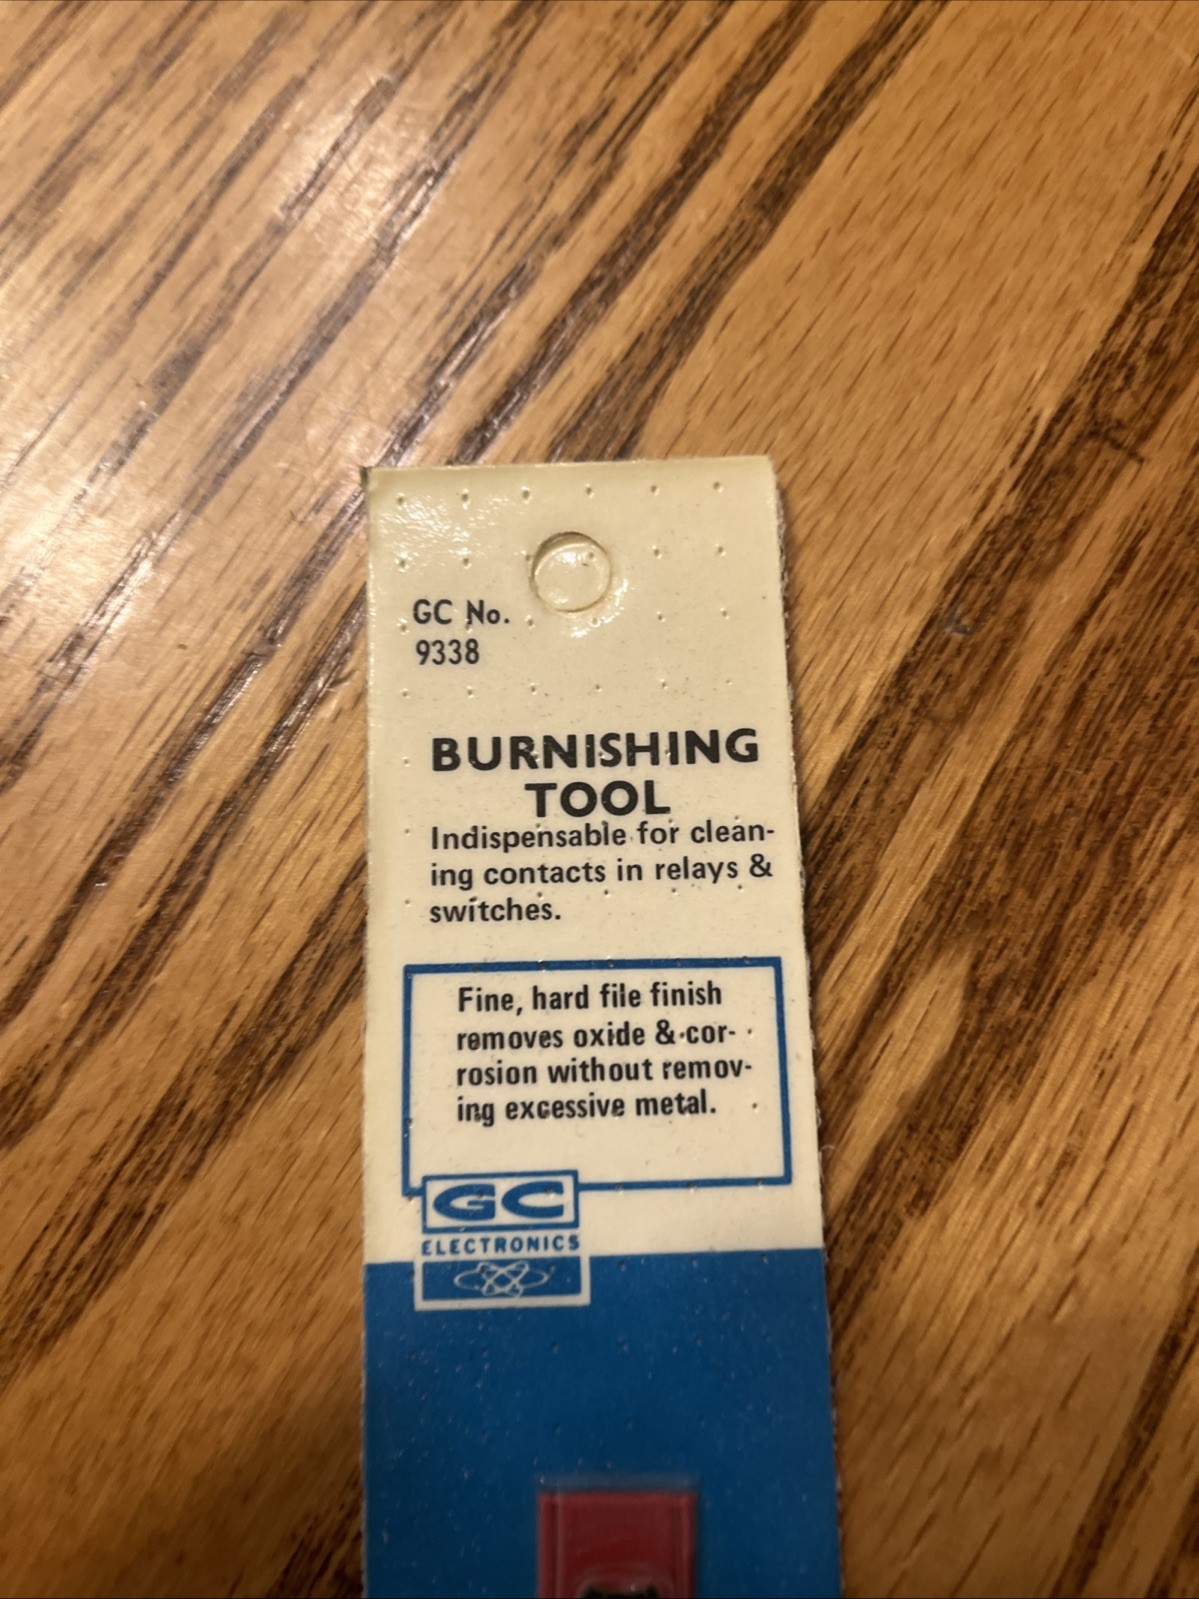 GC No.
9338
BURNISHING
TOOL
Indispensable for clean-
ing contacts in relays &
switches.
Fine, hard file finish
removes oxide & cor-
rosion without remov-
ing excessive metal.
GC
ELECTRONICS